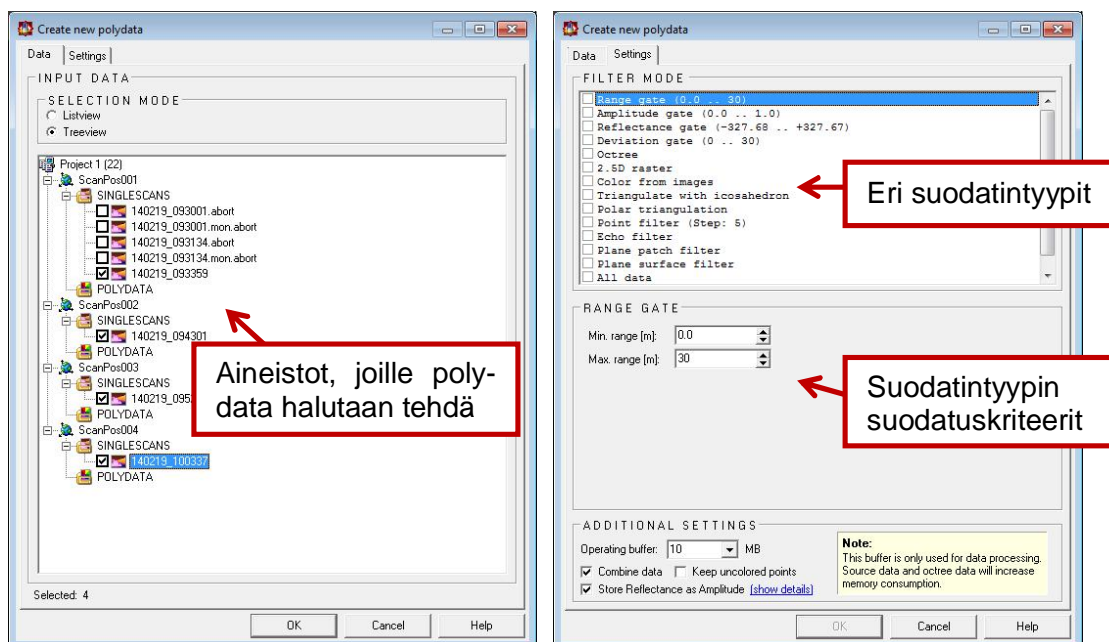 Create new polydata
Data Settings
INPUT DATA
SELECTION MODE
Listview
Treeview
Project 1 (22)
ScanPos001
SINGLESCANS
140219_093001.abort
140219_093001.mon.abort
140219_093134.abort
140219_093134.mon.abort
140219_093359
POLYDATA
ScanPos002
SINGLESCANS
140219_094301
POLYDATA
ScanPos003
SINGLESCANS
POLYDATA
ScanPos004
SINGLESCANS
140219_100337
POLYDATA
Aineistot, joille poly-
data halutaan tehdä
Selected: 4
OK Cancel Help
Create new polydata
Data Settings
FILTER MODE
Range gate (0.0 .. 30)
Amplitude gate (0.0 .. 1.0)
Reflectance gate (-327.68 .. +327.67)
Deviation gate (0 .. 30)
Octree
2.5D raster
Color from images
Triangulate with icosahedron
Polar triangulation
Point filter (Step: 5)
Echo filter
Plane patch filter
Plane surface filter
All data
Eri suodatintyypit
RANGE GATE
Min. range [m]: 0.0
Max. range [m]: 30
Suodatintyypin
suodatuskriteerit
ADDITIONAL SETTINGS
Operating buffer: 10 MB
Combine data Keep uncolored points
Store Reflectance as Amplitude (show details)
Note:
This buffer is only used for data processing.
Source data and octree data will increase
memory consumption.
OK Cancel Help